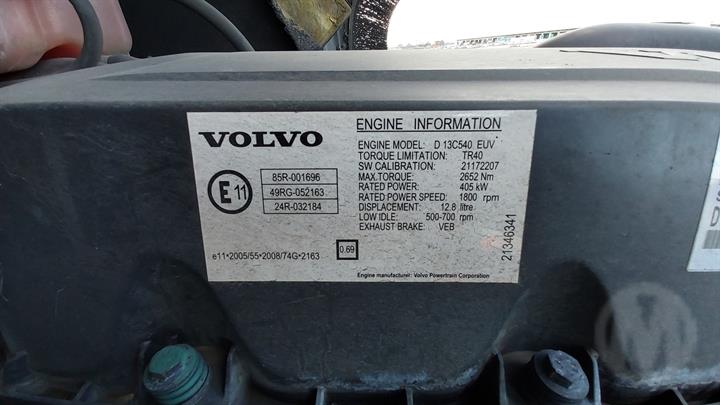 VOLVO
E11
85R-001696
49RG-052163
24R-032184
e11•2005/55•2008/74G•2163
0.69
ENGINE INFORMATION
ENGINE MODEL: D 13C540 EUV
TORQUE LIMITATION: TR40
SW CALIBRATION: 21172207
MAX.TORQUE: 2652 Nm
RATED POWER: 405 kW
RATED POWER SPEED: 1800 rpm
DISPLACEMENT: 12.8 litre
LOW IDLE: 500-700 rpm
EXHAUST BRAKE: VEB
Engine manufacturer: Volvo Powertrain Corporation
21346341
S
D
M